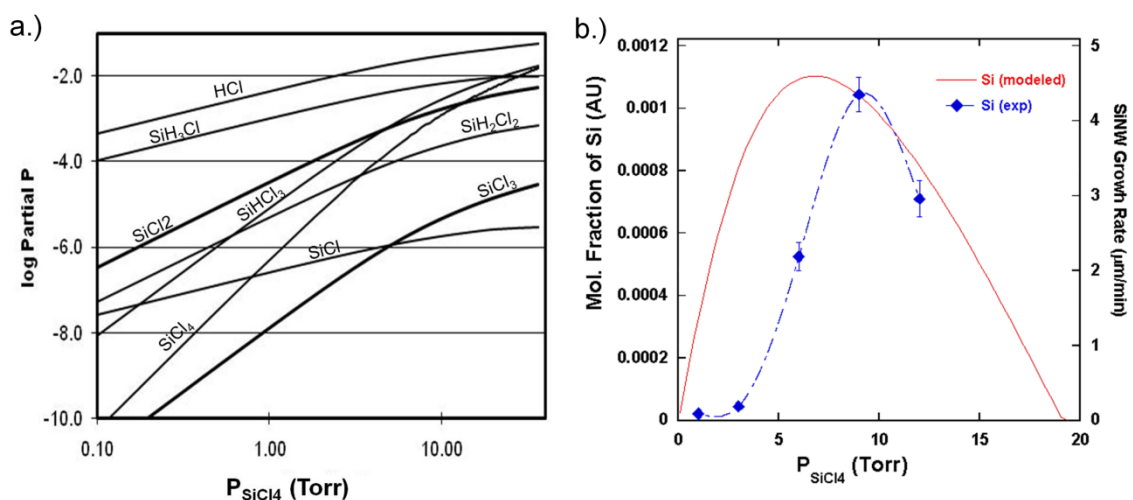 a.)
-2.0
-4.0
-6.0
-8.0
-10.0
log Partial P
HCl
SiH₃Cl
SiH₂Cl₂
SiCl2
SiHCl₃
SiCl₃
SiCl
SiCl₄
0.10
1.00
10.00
P_SiCl4 (Torr)
b.)
0.0012
0.001
0.0008
0.0006
0.0004
0.0002
0
Mol. Fraction of Si (AU)
Si (modeled)
Si (exp)
5
4
3
2
1
0
SiNW Growth Rate (μm/min)
0
5
10
15
20
P_SiCl4 (Torr)